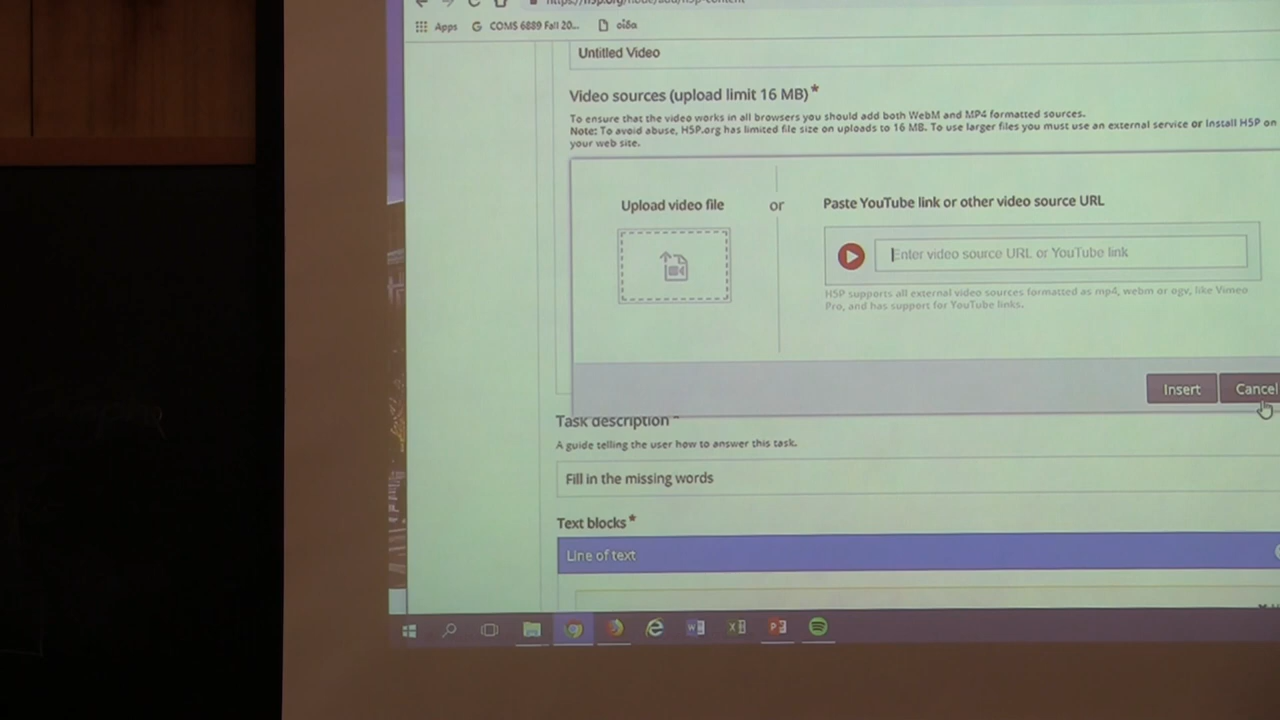 Apps COMS 6889 Fall 20... οἶδα
Untitled Video
Video sources (upload limit 16 MB)*
To ensure that the video works in all browsers you should add both WebM and MP4 formatted sources.
Note: To avoid abuse, H5P.org has limited file size on uploads to 16 MB. To use larger files you must use an external service or Install H5P on
your web site.
Upload video file
or
Paste YouTube link or other video source URL
Enter video source URL or YouTube link
H5P supports all external video sources formatted as mp4, webm or ogv, like Vimeo
Pro, and has support for YouTube links.
Insert Cancel
Task description
A guide telling the user how to answer this task.
Fill in the missing words
Text blocks*
Line of text